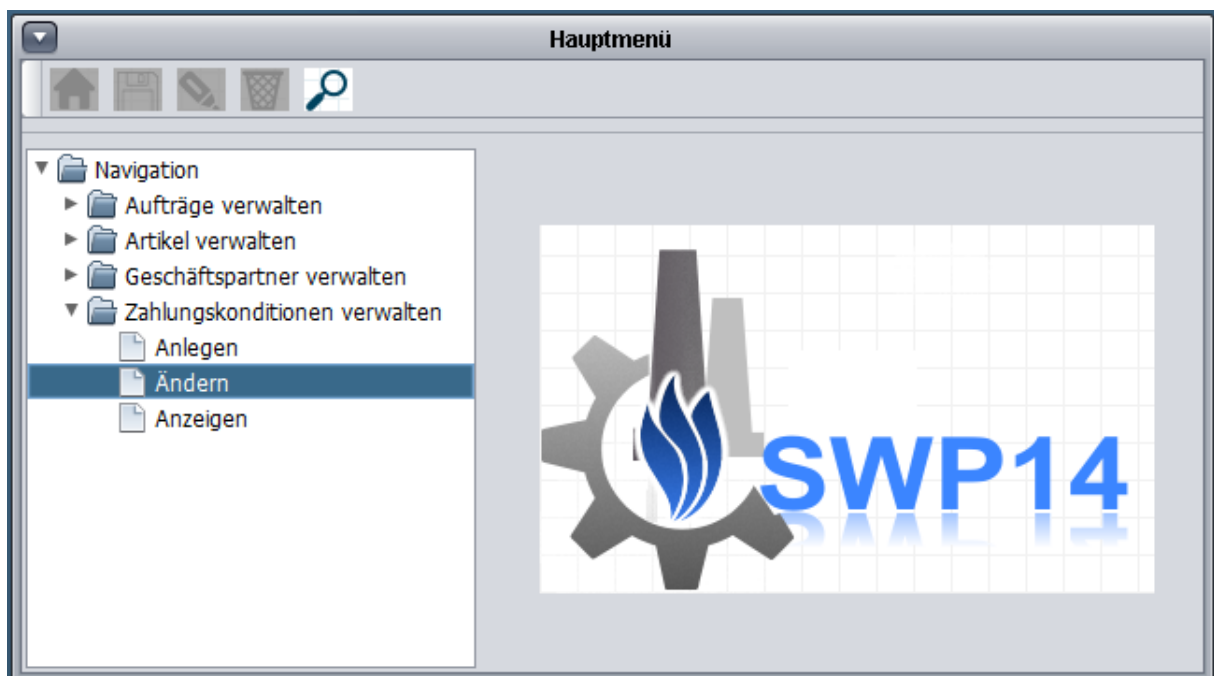 Hauptmenü
Navigation
Aufträge verwalten
Artikel verwalten
Geschäftspartner verwalten
Zahlungskonditionen verwalten
Anlegen
Ändern
Anzeigen
SWP14